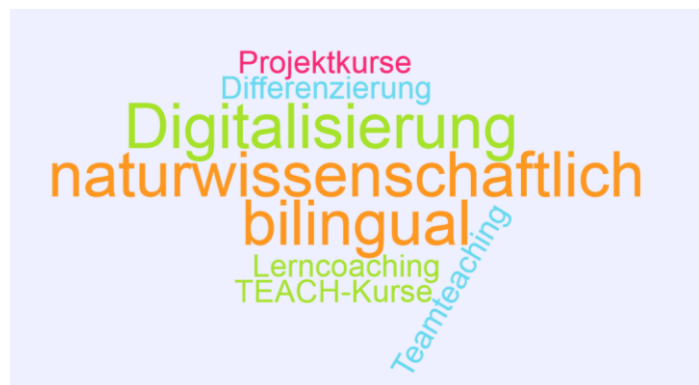 Projektkurse
Differenzierung
Digitalisierung
naturwissenschaftlich
bilingual
Lerncoaching
TEACH-Kurse
Teamteaching